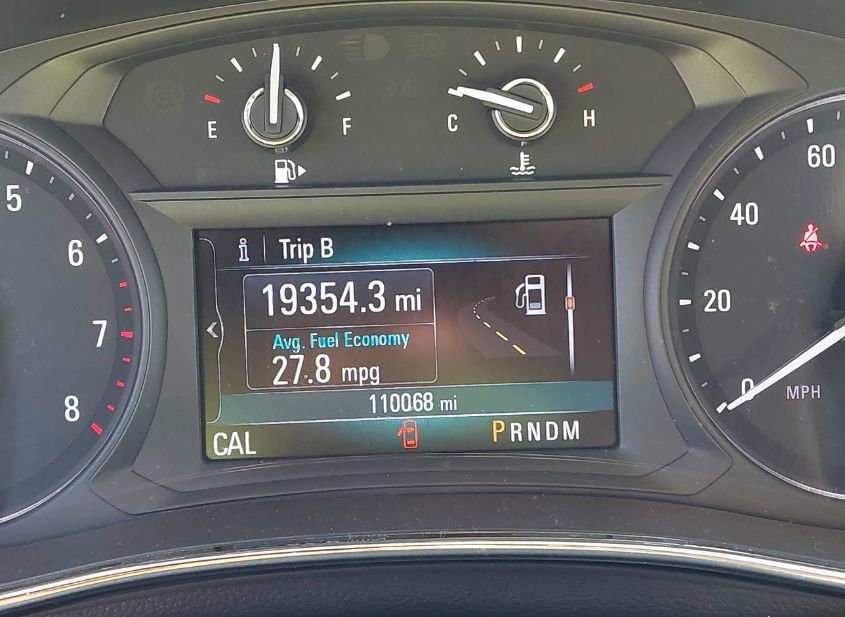 E F
C H
5
6
7
8
i Trip B
19354.3 mi
Avg. Fuel Economy
27.8 mpg
110068 mi
CAL
PRNDM
60
40
20
0
MPH